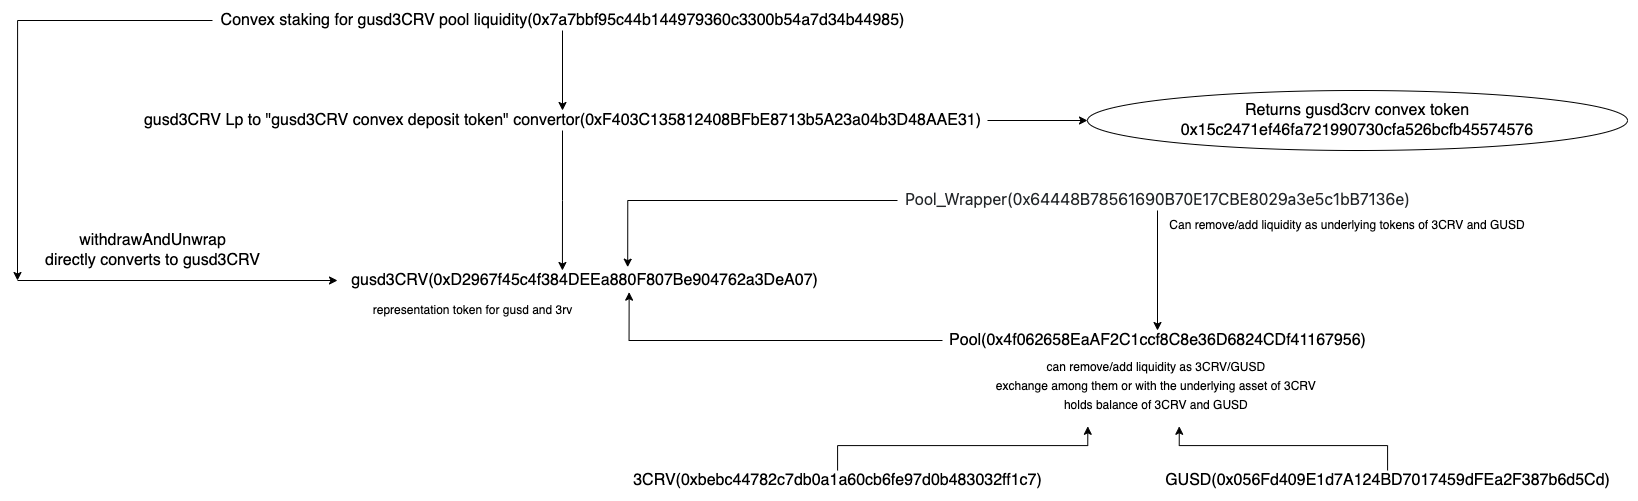 Convex staking for gusd3CRV pool liquidity(0x7a7bbf95c44b144979360c3300b54a7d34b44985)
gusd3CRV Lp to "gusd3CRV convex deposit token" convertor(0xF403C135812408BFbE8713b5A23a04b3D48AAE31)
Returns gusd3crv convex token
0x15c2471ef46fa721990730cfa526bcfb45574576
Pool_Wrapper(0x64448B78561690B70E17CBE8029a3e5c1bB7136e)
Can remove/add liquidity as underlying tokens of 3CRV and GUSD
withdrawAndUnwrap
directly converts to gusd3CRV
gusd3CRV(0xD2967f45c4f384DEEa880F807Be904762a3DeA07)
representation token for gusd and 3rv
Pool(0x4f062658EaAF2C1ccf8C8e36D6824CDf41167956)
can remove/add liquidity as 3CRV/GUSD
exchange among them or with the underlying asset of 3CRV
holds balance of 3CRV and GUSD
3CRV(0xbebc44782c7db0a1a60cb6fe97d0b483032ff1c7)
GUSD(0x056Fd409E1d7A124BD7017459dFEa2F387b6d5Cd)